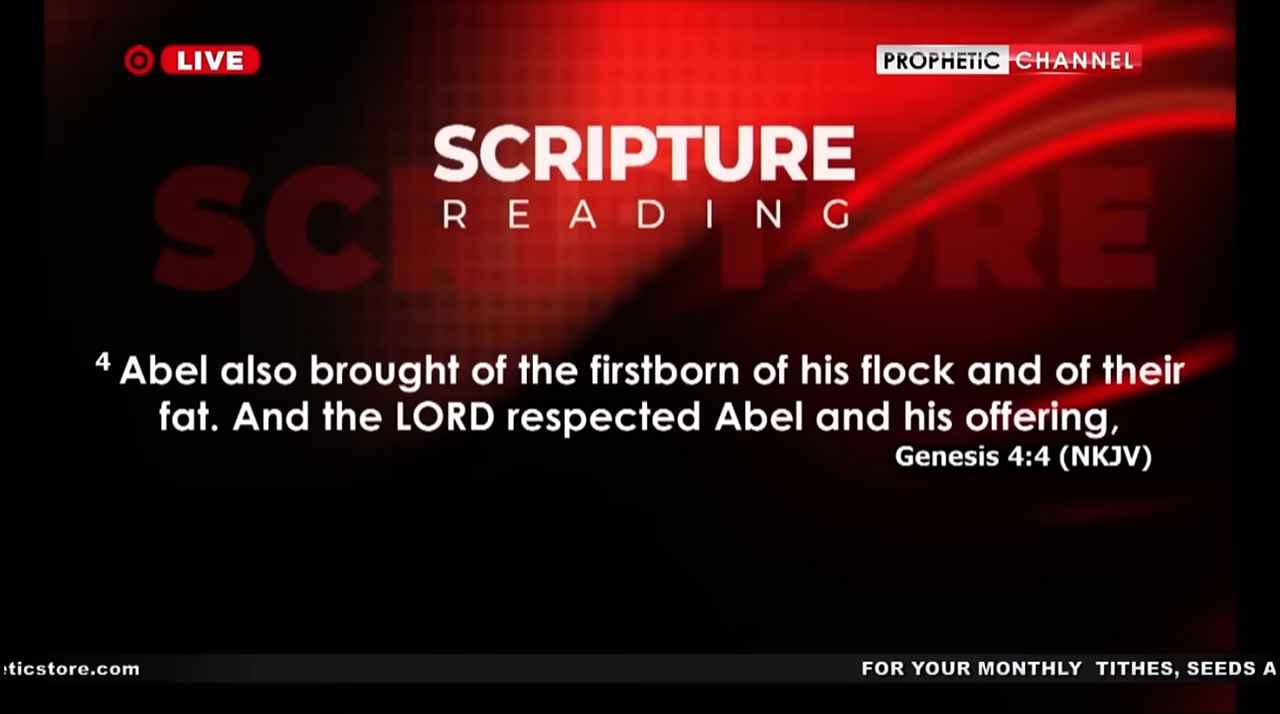 LIVE
PROPHETIC CHANNEL
SCRIPTURE
SCRIPTURE
READING
4 Abel also brought of the firstborn of his flock and of their
fat. And the LORD respected Abel and his offering,
Genesis 4:4 (NKJV)
eticstore.com
FOR YOUR MONTHLY TITHES, SEEDS A